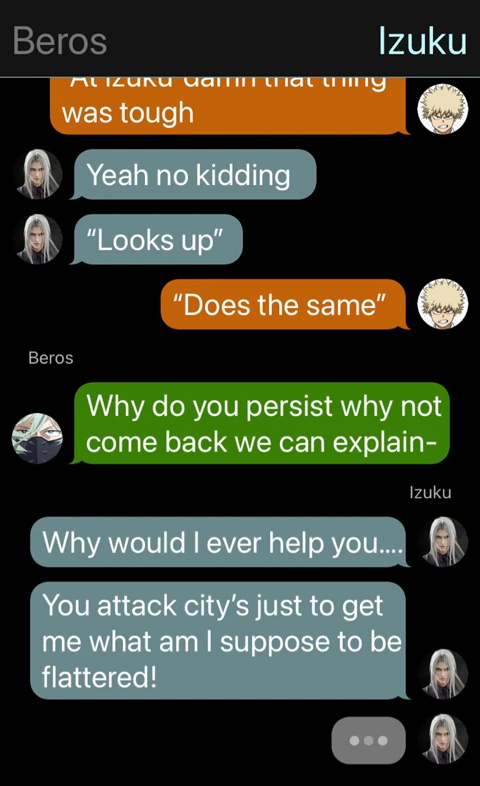 Beros
Izuku
At Izuku damn that thing
was tough
Yeah no kidding
“Looks up”
“Does the same”
Beros
Why do you persist why not
come back we can explain-
Izuku
Why would I ever help you....
You attack city’s just to get
me what am I suppose to be
flattered!